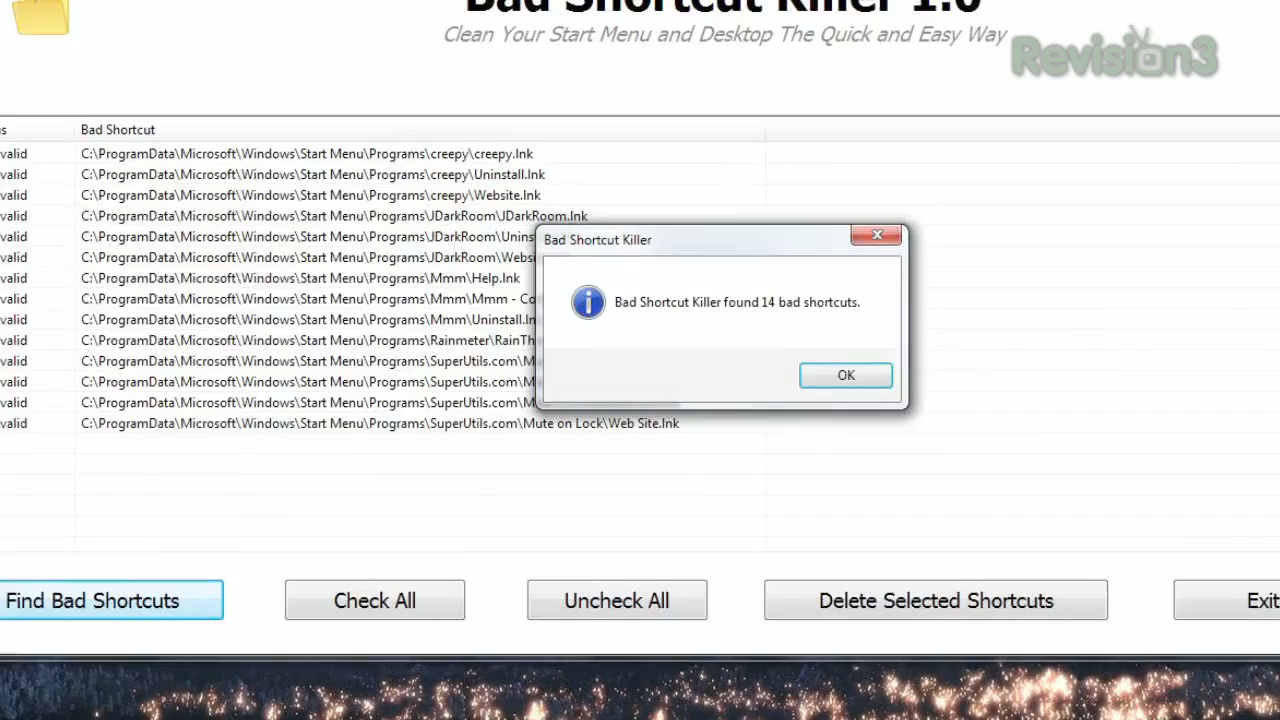 Bad Shortcut Killer 1.0
Clean Your Start Menu and Desktop The Quick and Easy Way
Revision3
Bad Shortcut
valid C:\ProgramData\Microsoft\Windows\Start Menu\Programs\creepy\creepy.lnk
valid C:\ProgramData\Microsoft\Windows\Start Menu\Programs\creepy\Uninstall.lnk
valid C:\ProgramData\Microsoft\Windows\Start Menu\Programs\creepy\Website.lnk
valid C:\ProgramData\Microsoft\Windows\Start Menu\Programs\JDarkRoom\JDarkRoom.lnk
valid C:\ProgramData\Microsoft\Windows\Start Menu\Programs\JDarkRoom\Unins
valid C:\ProgramData\Microsoft\Windows\Start Menu\Programs\JDarkRoom\Websi
valid C:\ProgramData\Microsoft\Windows\Start Menu\Programs\Mmm\Help.lnk
valid C:\ProgramData\Microsoft\Windows\Start Menu\Programs\Mmm\Mmm - Co
valid C:\ProgramData\Microsoft\Windows\Start Menu\Programs\Mmm\Uninstall.ln
valid C:\ProgramData\Microsoft\Windows\Start Menu\Programs\Rainmeter\RainTh
valid C:\ProgramData\Microsoft\Windows\Start Menu\Programs\SuperUtils.com\M
valid C:\ProgramData\Microsoft\Windows\Start Menu\Programs\SuperUtils.com\M
valid C:\ProgramData\Microsoft\Windows\Start Menu\Programs\SuperUtils.com\M
valid C:\ProgramData\Microsoft\Windows\Start Menu\Programs\SuperUtils.com\Mute on Lock\Web Site.lnk
Bad Shortcut Killer
Bad Shortcut Killer found 14 bad shortcuts.
OK
Find Bad Shortcuts
Check All
Uncheck All
Delete Selected Shortcuts
Exit